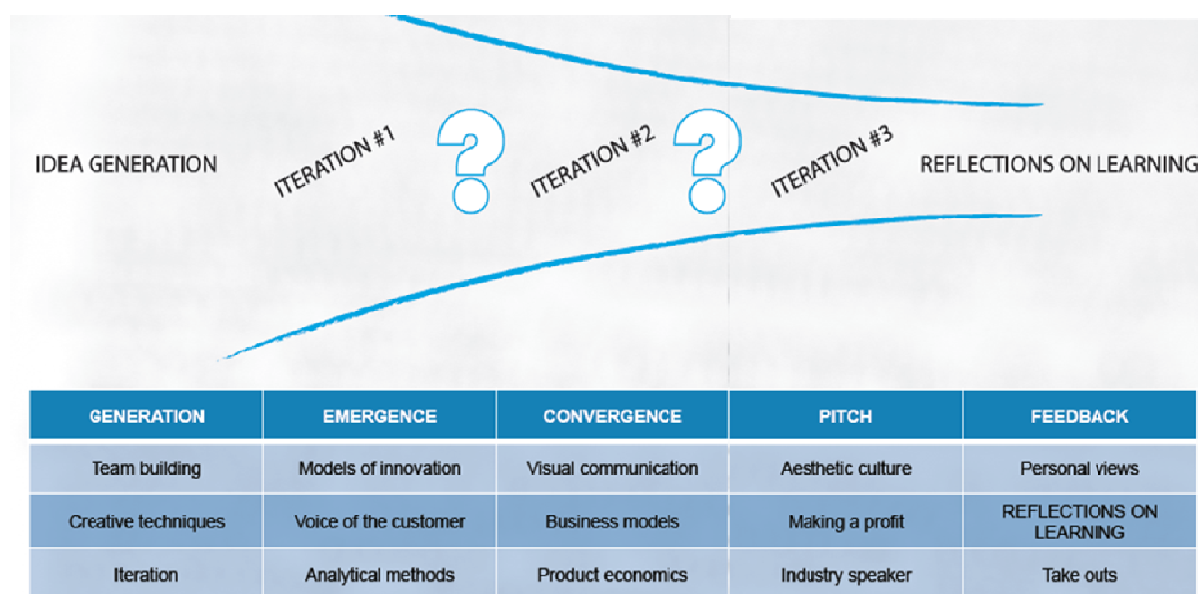 IDEA GENERATION
ITERATION #1
?
ITERATION #2
?
ITERATION #3
REFLECTIONS ON LEARNING
GENERATION EMERGENCE CONVERGENCE PITCH FEEDBACK
Team building Models of innovation Visual communication Aesthetic culture Personal views
Creative techniques Voice of the customer Business models Making a profit REFLECTIONS ON LEARNING
Iteration Analytical methods Product economics Industry speaker Take outs